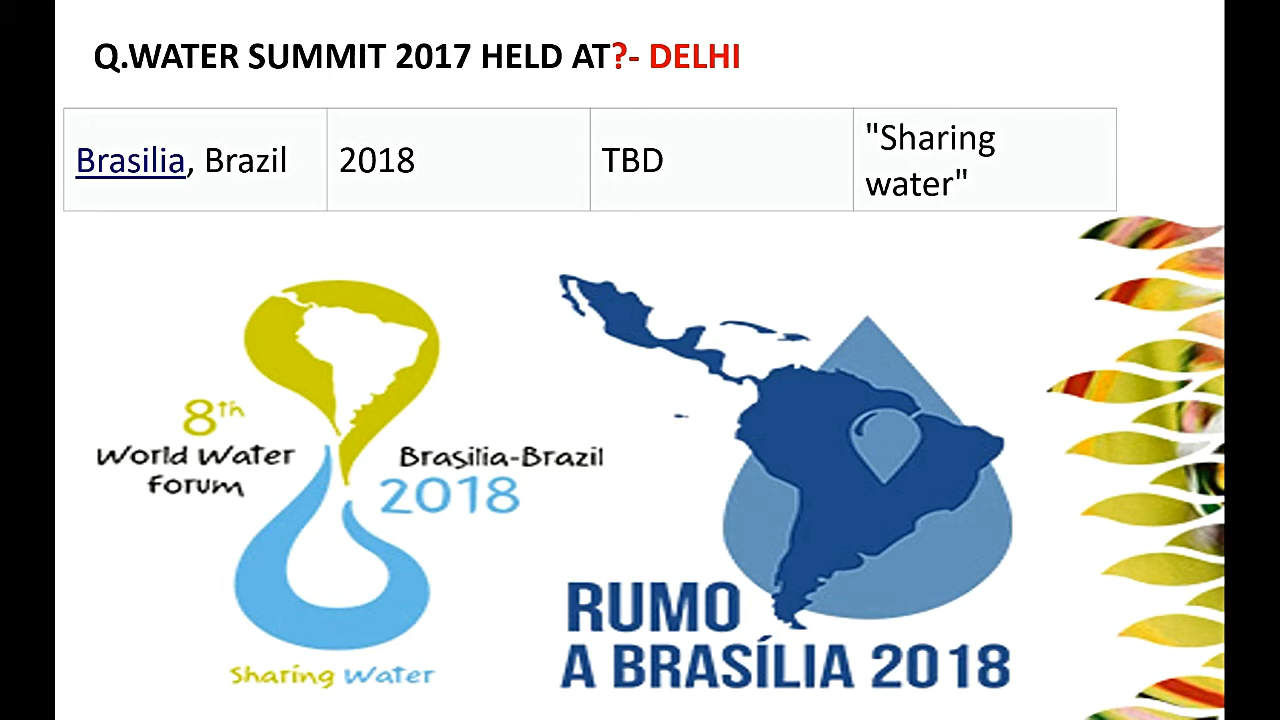 Q.WATER SUMMIT 2017 HELD AT?- DELHI
Brasilia, Brazil 2018 TBD "Sharing water"
8th
World Water
Forum
Brasilia-Brazil
2018
Sharing Water
RUMO
A BRASÍLIA 2018